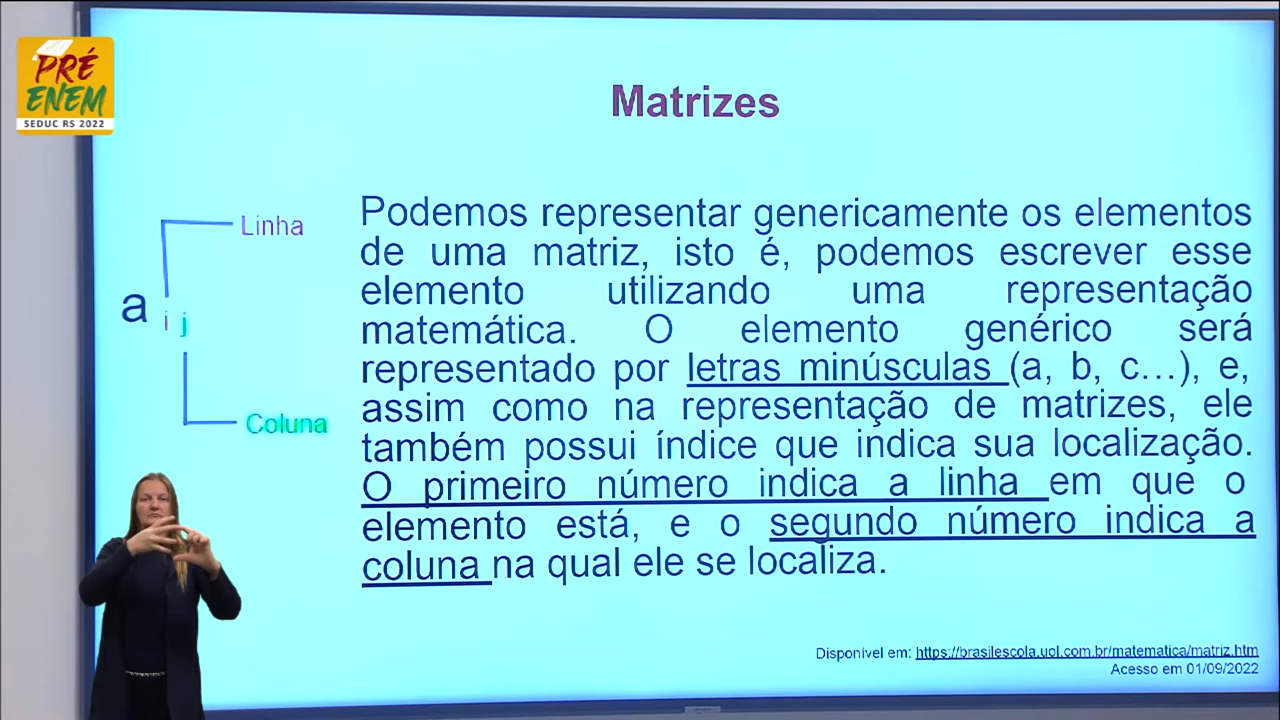 PRÉ
ENEM
SEDUC RS 2022
Matrizes
Linha
a i j
Coluna
Podemos representar genericamente os elementos
de uma matriz, isto é, podemos escrever esse
elemento utilizando uma representação
matemática. O elemento genérico será
representado por letras minúsculas (a, b, c…), e,
assim como na representação de matrizes, ele
também possui índice que indica sua localização.
O primeiro número indica a linha em que o
elemento está, e o segundo número indica a
coluna na qual ele se localiza.
Disponível em: https://brasilescola.uol.com.br/matematica/matriz.htm
Acesso em 01/09/2022